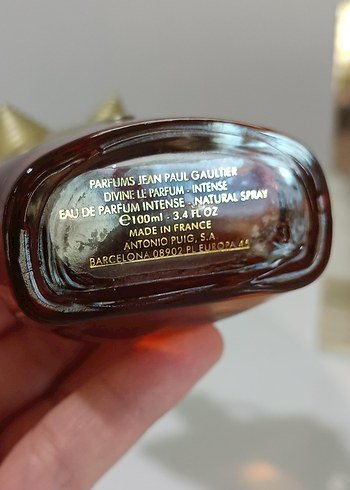 PARFUMS JEAN PAUL GAULTIER
DIVINE LE PARFUM - INTENSE
EAU DE PARFUM INTENSE - NATURAL SPRAY
℮100ml - 3.4 FL OZ
MADE IN FRANCE
ANTONIO PUIG, S.A
BARCELONA 08902 PL EUROPA 46